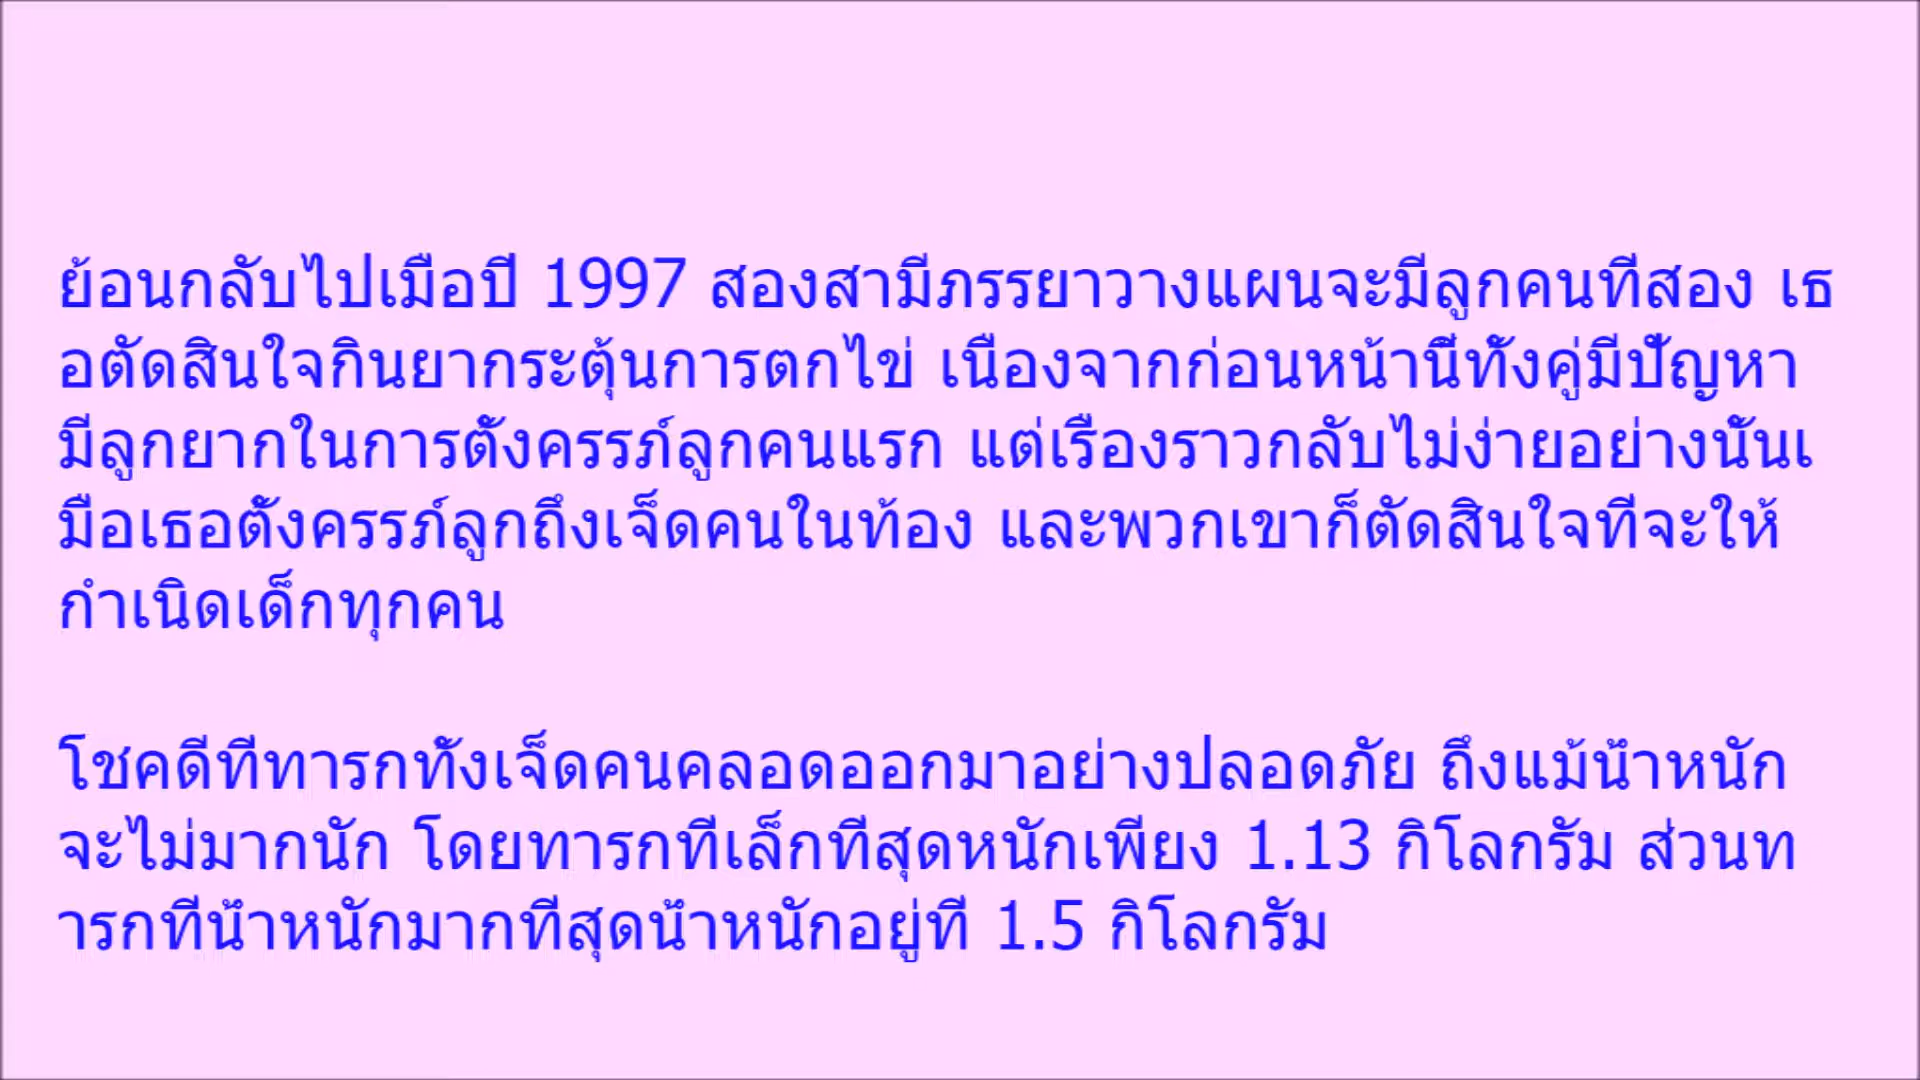 ย้อนกลับไปเมื่อปี 1997 สองสามีภรรยาวางแผนจะมีลูกคนที่สอง เธ
อตัดสินใจกินยากระตุ้นการตกไข่ เนื่องจากก่อนหน้านี้ทั้งคู่มีปัญหา
มีลูกยากในการตั้งครรภ์ลูกคนแรก แต่เรื่องราวกลับไม่ง่ายอย่างนั้นเ
มื่อเธอตั้งครรภ์ลูกถึงเจ็ดคนในท้อง และพวกเขาก็ตัดสินใจที่จะให้
กำเนิดเด็กทุกคน
โชคดีที่ทารกทั้งเจ็ดคนคลอดออกมาอย่างปลอดภัย ถึงแม้น้ำหนัก
จะไม่มากนัก โดยทารกที่เล็กที่สุดหนักเพียง 1.13 กิโลกรัม ส่วนท
ารกที่น้ำหนักมากที่สุดน้ำหนักอยู่ที่ 1.5 กิโลกรัม